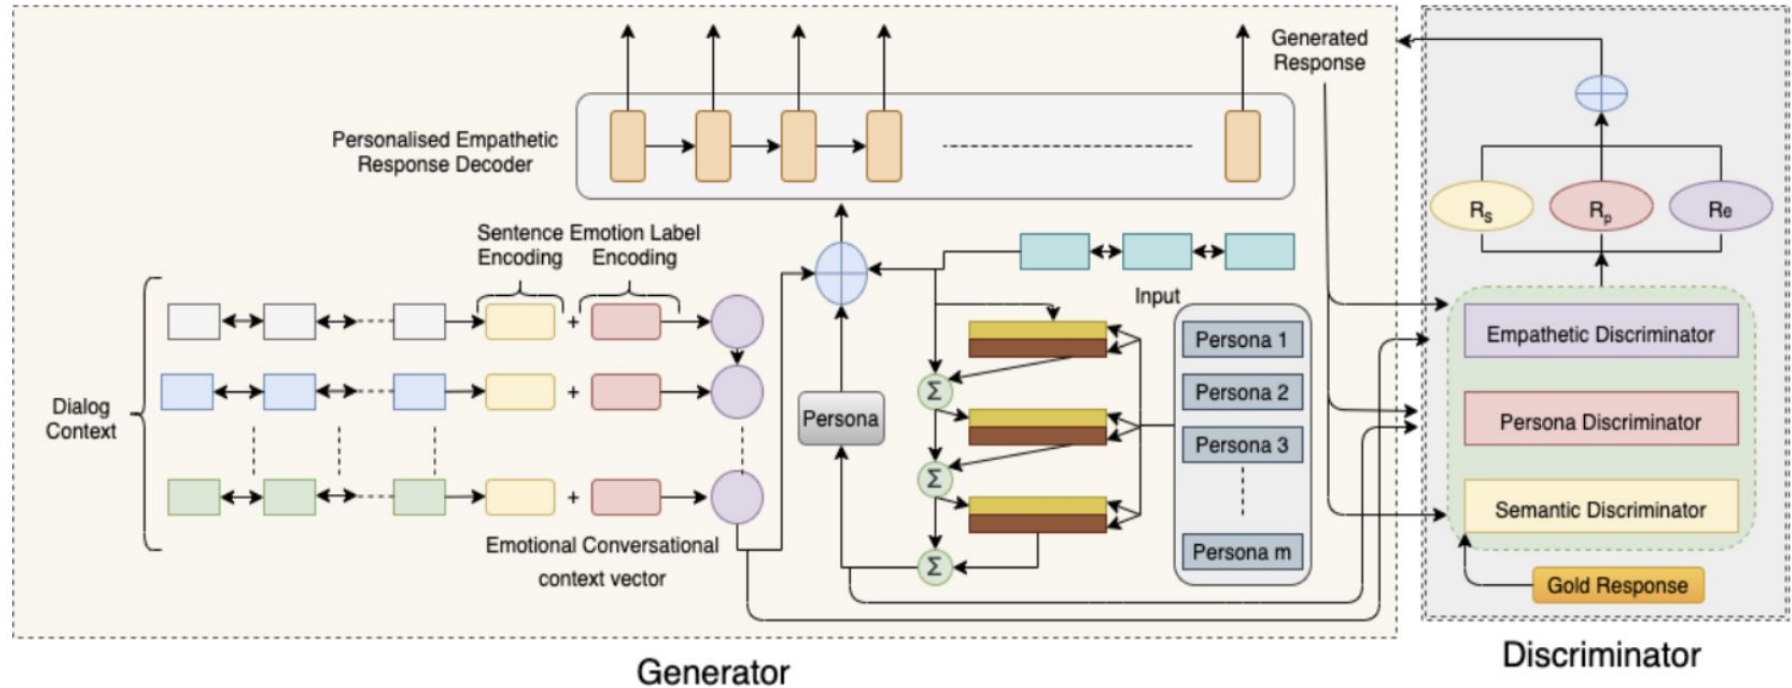 Generated
Response
Personalised Empathetic
Response Decoder
Sentence
Encoding
Emotion Label
Encoding
Dialog
Context
+
+
+
Emotional Conversational
context vector
Persona
Σ
Σ
Σ
Input
Persona 1
Persona 2
Persona 3
Persona m
Generator
Rs
Rp
Re
Empathetic Discriminator
Persona Discriminator
Semantic Discriminator
Gold Response
Discriminator